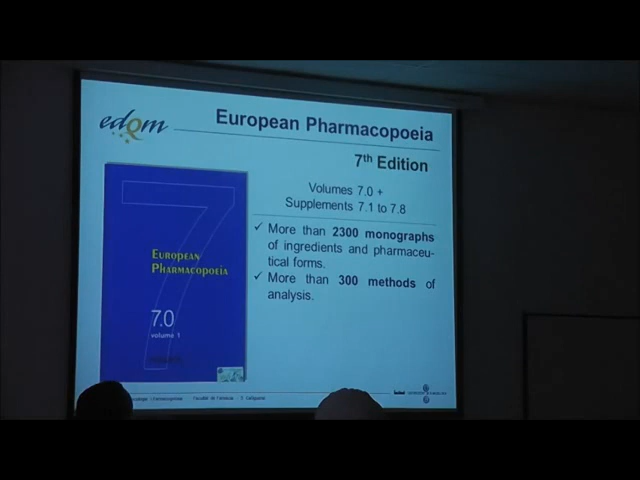 edQm
European Pharmacopoeia
7th Edition
Volumes 7.0 +
Supplements 7.1 to 7.8
✓ More than 2300 monographs
of ingredients and pharmaceu-
tical forms.
✓ More than 300 methods of
analysis.
European
Pharmacopoeia
7.0
volume 1